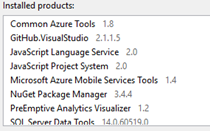 Installed products:
Common Azure Tools 1.8
GitHub.VisualStudio 2.1.1.5
JavaScript Language Service 2.0
JavaScript Project System 2.0
Microsoft Azure Mobile Services Tools 1.4
NuGet Package Manager 3.4.4
PreEmptive Analytics Visualizer 1.2
SQL Server Data Tools 14.0.60519.0